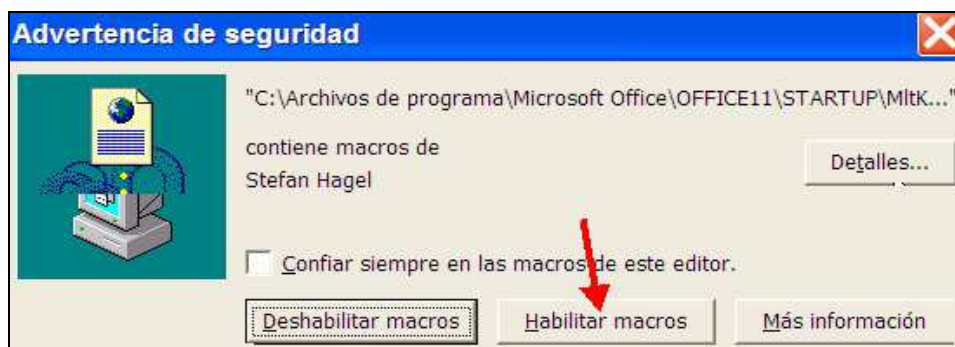 Advertencia de seguridad
"C:\Archivos de programa\Microsoft Office\OFFICE11\STARTUP\MltK..."
contiene macros de
Stefan Hagel
Detalles...
Confiar siempre en las macros de este editor.
Deshabilitar macros
Habilitar macros
Más información